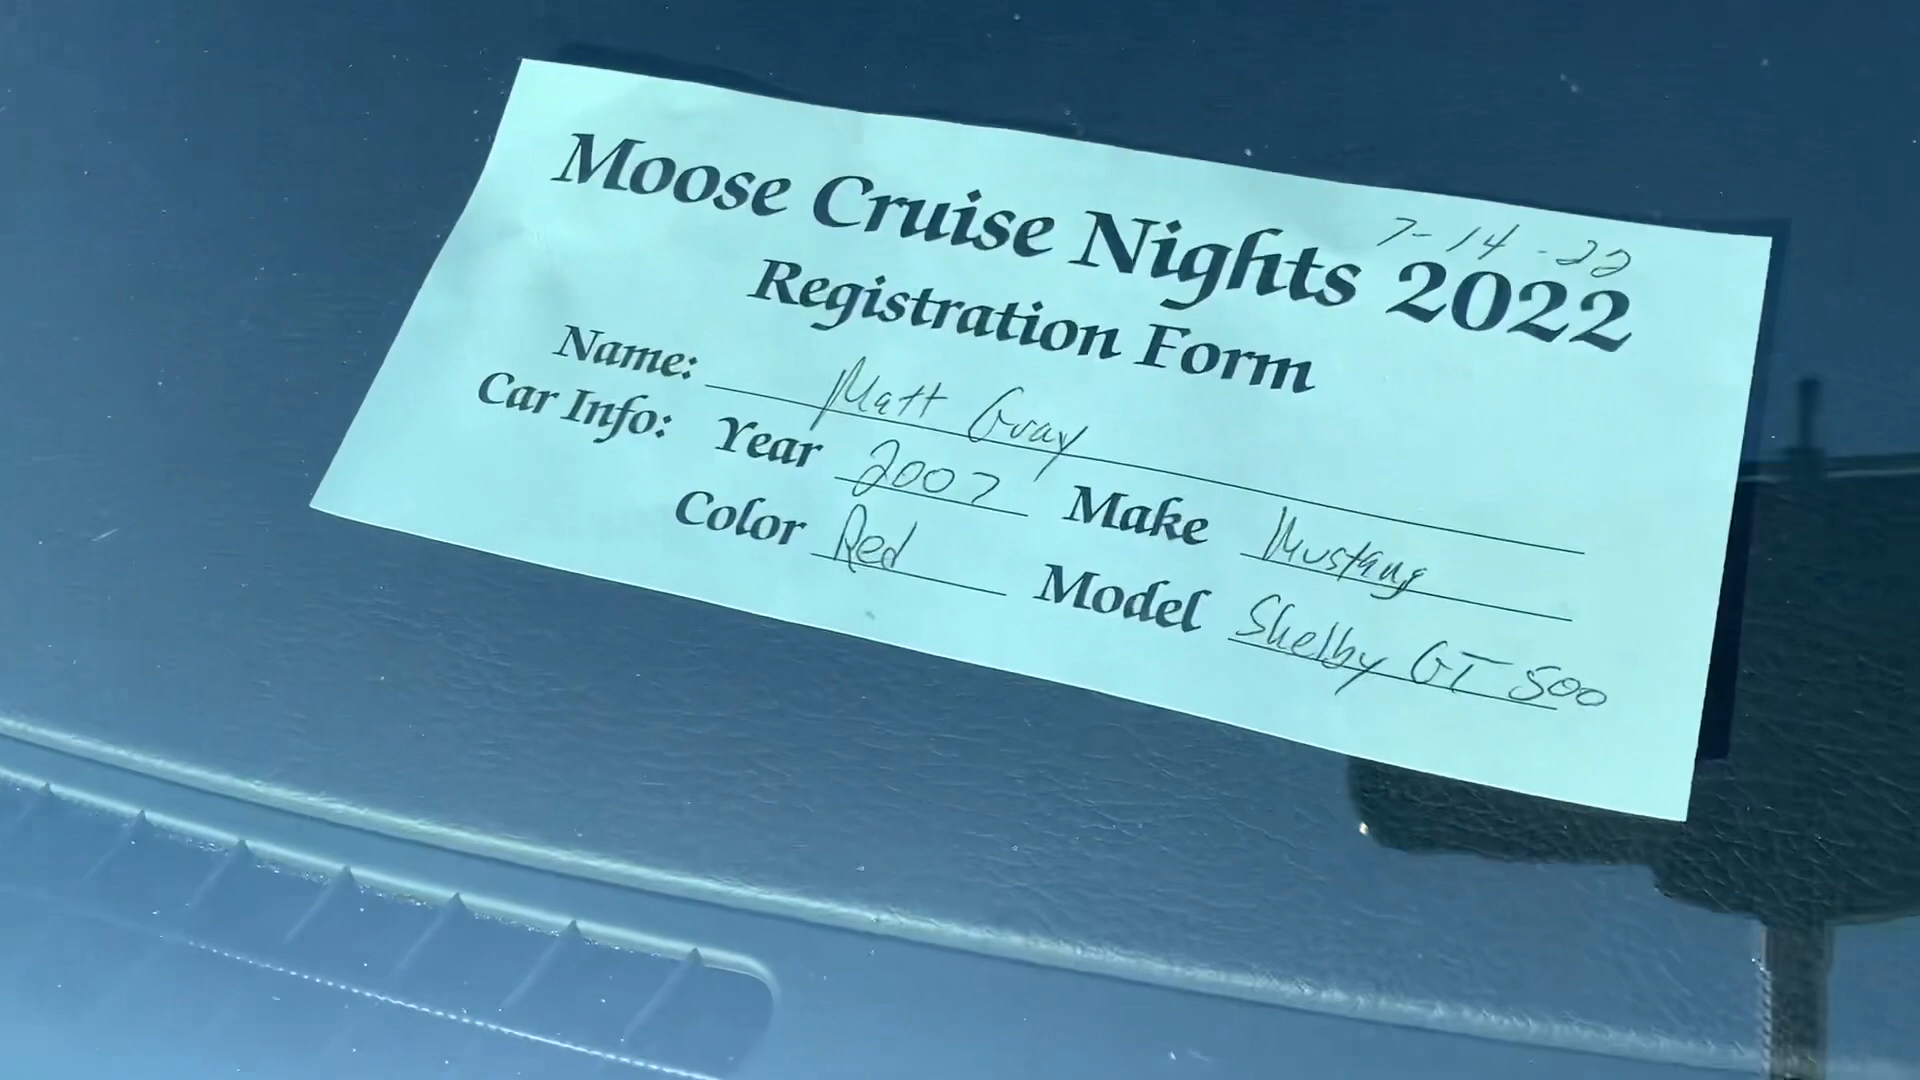 7-14-22
Moose Cruise Nights 2022
Registration Form
Name: Matt Gray
Car Info: Year 2007 Make Mustang
Color Red Model Shelby GT 500